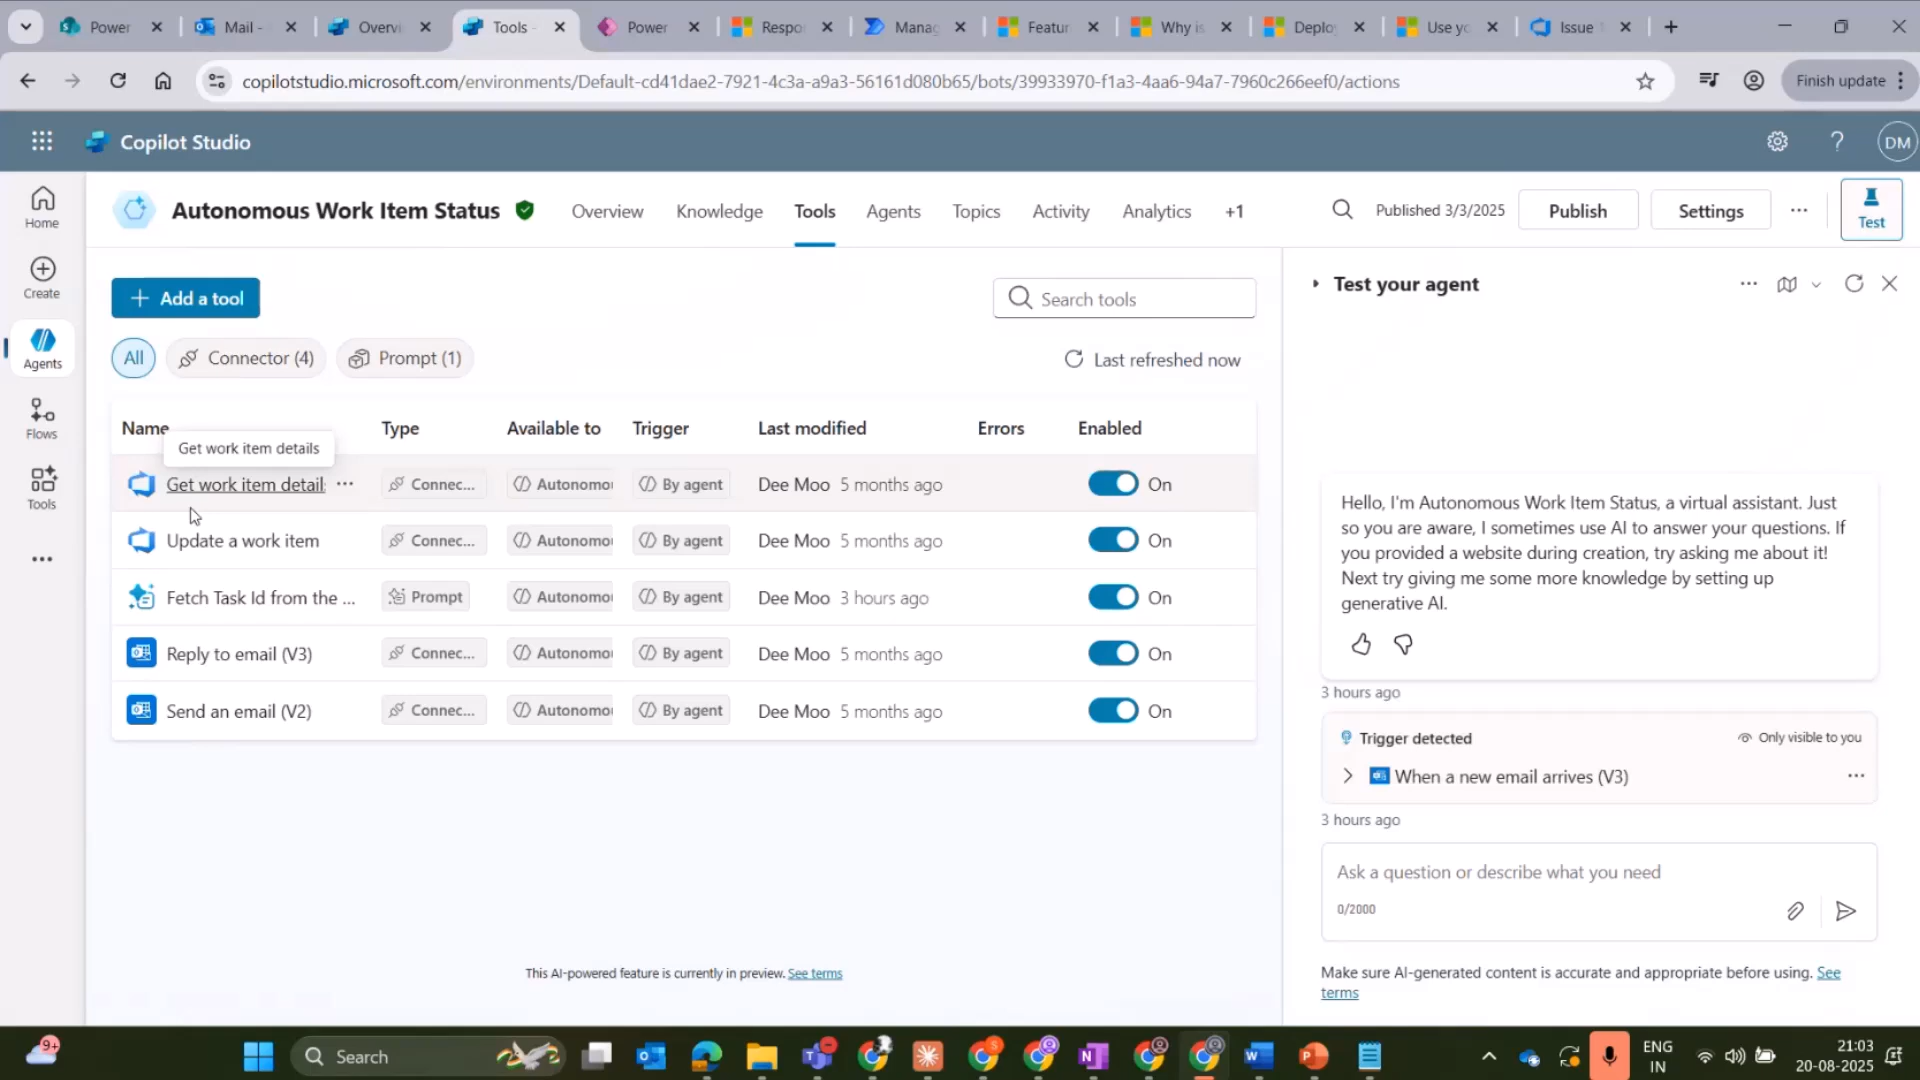 Power
Mail -
Overvi
Tools -
Power
Respo
Manag
Featur
Why is
Deplo
Use yo
Issue
copilotstudio.microsoft.com/environments/Default-cd41dae2-7921-4c3a-a9a3-56161d080b65/bots/39933970-f1a3-4aa6-94a7-7960c266eef0/actions
Finish update
Copilot Studio
DM
Home
Create
Agents
Flows
Tools
Autonomous Work Item Status
Overview
Knowledge
Tools
Agents
Topics
Activity
Analytics
+1
Published 3/3/2025
Publish
Settings
Test
Add a tool
Search tools
All
Connector (4)
Prompt (1)
Last refreshed now
Name
Type
Available to
Trigger
Last modified
Errors
Enabled
Get work item details
Get work item detail Connec... Autonomo By agent Dee Moo 5 months ago On
Update a work item Connec... Autonomo By agent Dee Moo 5 months ago On
Fetch Task Id from the ... Prompt Autonomo By agent Dee Moo 3 hours ago On
Reply to email (V3) Connec... Autonomo By agent Dee Moo 5 months ago On
Send an email (V2) Connec... Autonomo By agent Dee Moo 5 months ago On
This AI-powered feature is currently in preview. See terms
Test your agent
Hello, I'm Autonomous Work Item Status, a virtual assistant. Just
so you are aware, I sometimes use AI to answer your questions. If
you provided a website during creation, try asking me about it!
Next try giving me some more knowledge by setting up
generative AI.
3 hours ago
Trigger detected
Only visible to you
When a new email arrives (V3)
3 hours ago
Ask a question or describe what you need
0/2000
Make sure AI-generated content is accurate and appropriate before using. See
terms
9+
Search
ENG
IN
21:03
20-08-2025